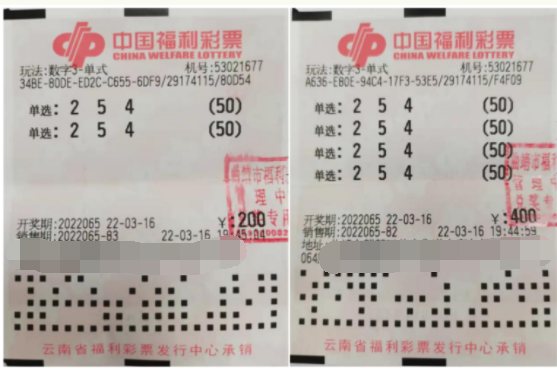 中国福利彩票
CHINA WELFARE LOTTERY
玩法:数字3-单式 机号:53021677
34BE-80DE-ED2C-C655-6DF9/29174115/80D54
单选: 2 5 4 (50)
单选: 2 5 4 (50)
开奖期:2022065 22-03-16 ￥:200
销售期:2022065-83 22-03-16 19:45:04
云南省福利彩票发行中心承销
中国福利彩票
CHINA WELFARE LOTTERY
玩法:数字3-单式 机号:53021677
A636-E80E-94C4-17F3-53E5/29174115/F4F09
单选: 2 5 4 (50)
单选: 2 5 4 (50)
单选: 2 5 4 (50)
单选: 2 5 4 (50)
开奖期:2022065 22-03-16 ￥:400
销售期:2022065-82 22-03-16 19:44:59
地址
云南省福利彩票发行中心承销